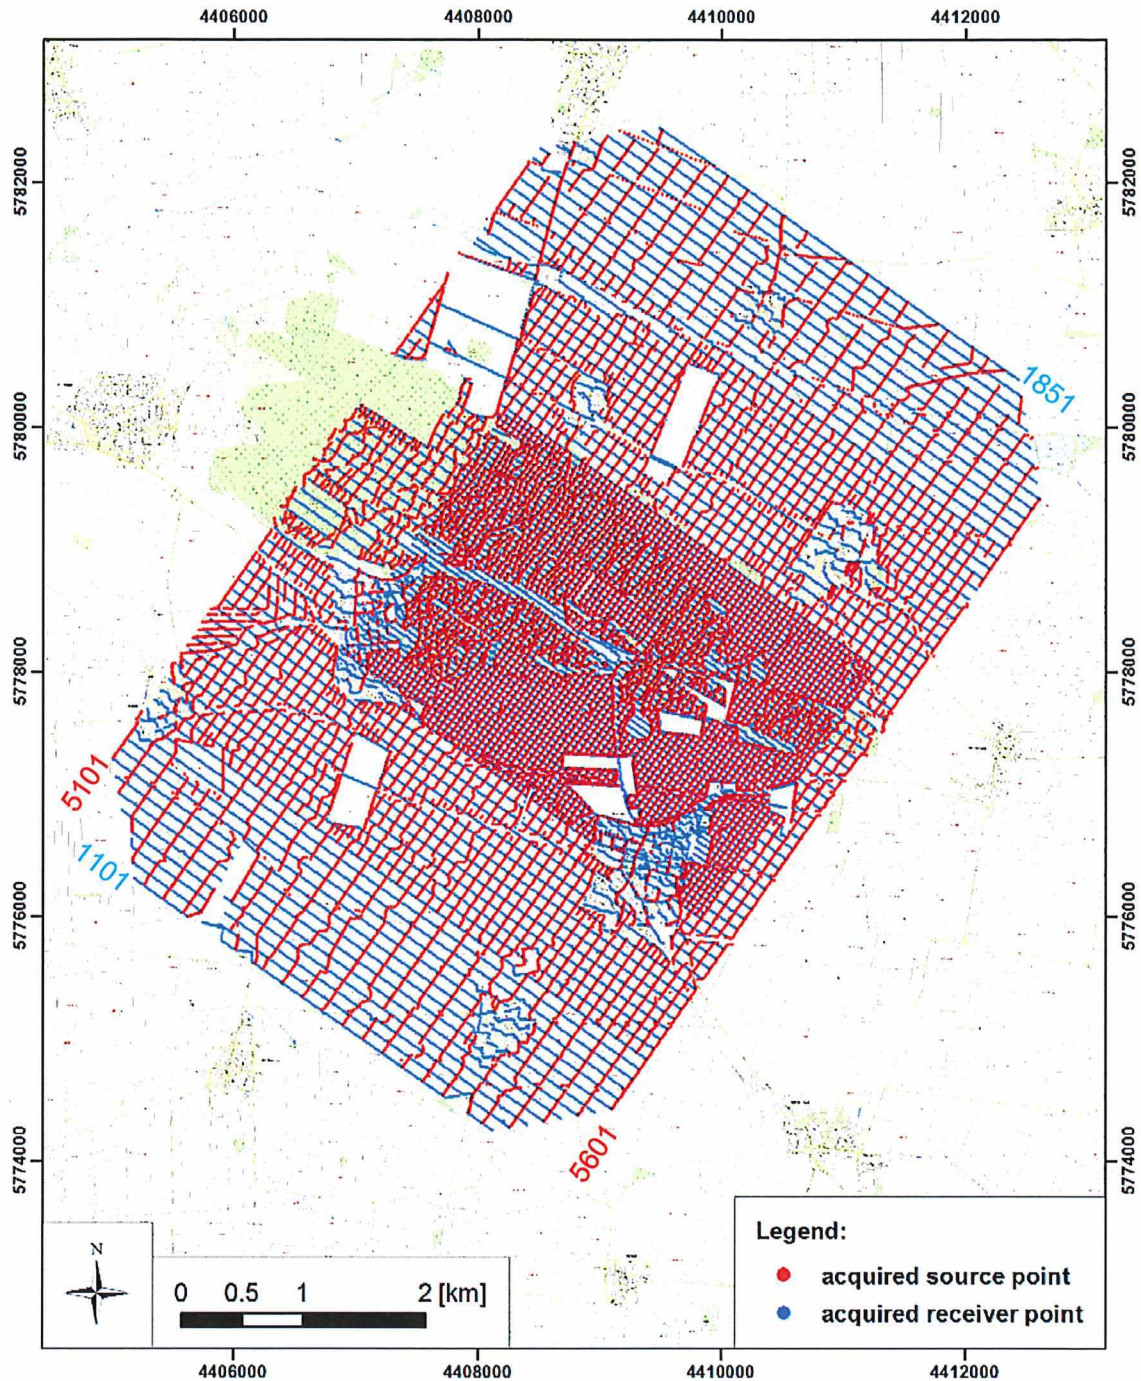 4406000 4408000 4410000 4412000
5782000 5782000
5780000 5780000
5778000 5778000
5776000 5776000
5774000 5774000
1851
5101
1101
5601
N
0 0.5 1 2 [km]
Legend:
acquired source point
acquired receiver point
4406000 4408000 4410000 4412000